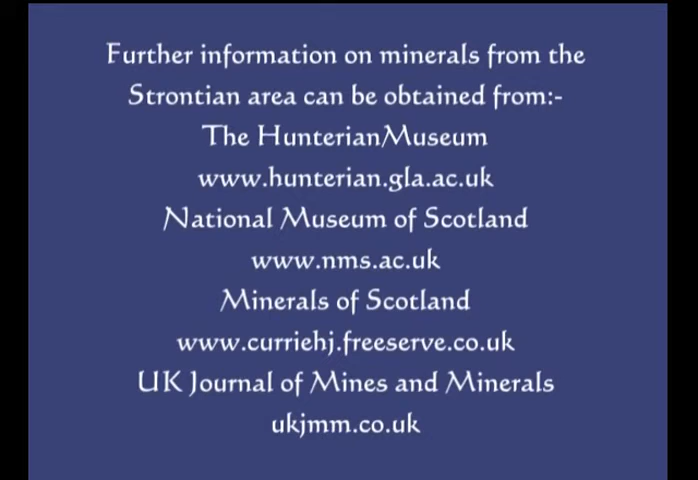 Further information on minerals from the
Strontian area can be obtained from:-
The HunterianMuseum
www.hunterian.gla.ac.uk
National Museum of Scotland
www.nms.ac.uk
Minerals of Scotland
www.curriehj.freeserve.co.uk
UK Journal of Mines and Minerals
ukjmm.co.uk